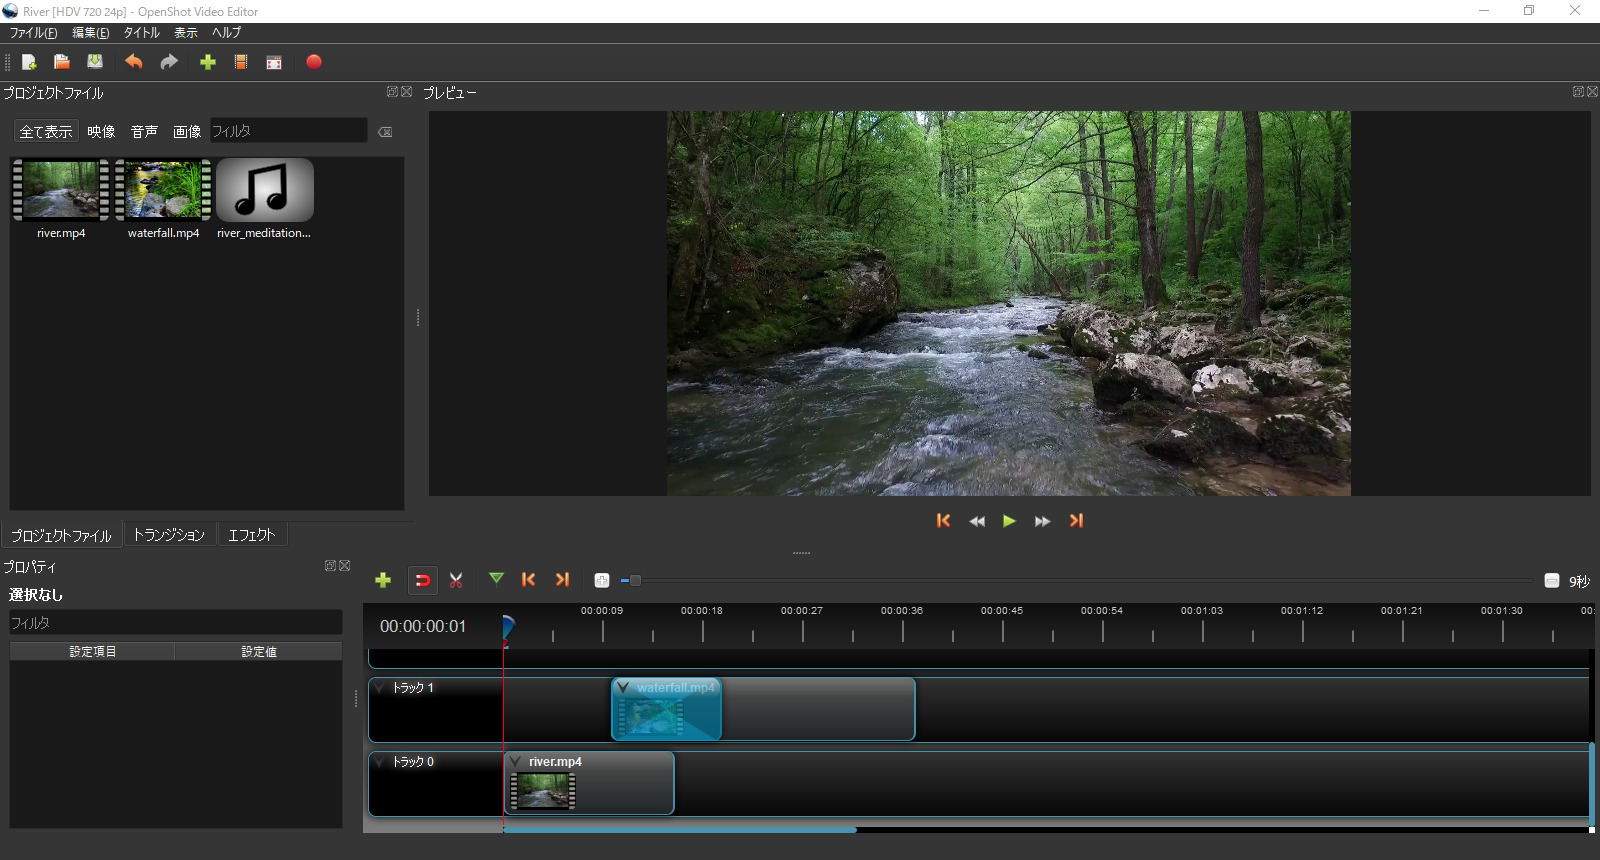 River [HDV 720 24p] - OpenShot Video Editor
ファイル(F) 編集(E) タイトル 表示 ヘルプ
プロジェクトファイル
プレビュー
全て表示 映像 音声 画像 フィルタ
river.mp4 waterfall.mp4 river_meditation...
プロジェクトファイル トランジション エフェクト
プロパティ
選択なし
フィルタ
設定項目 設定値
9秒
00:00:00:01
00:00:09 00:00:18 00:00:27 00:00:36 00:00:45 00:00:54 00:01:03 00:01:12 00:01:21 00:01:30 00:
トラック 1
waterfall.mp4
トラック 0
river.mp4